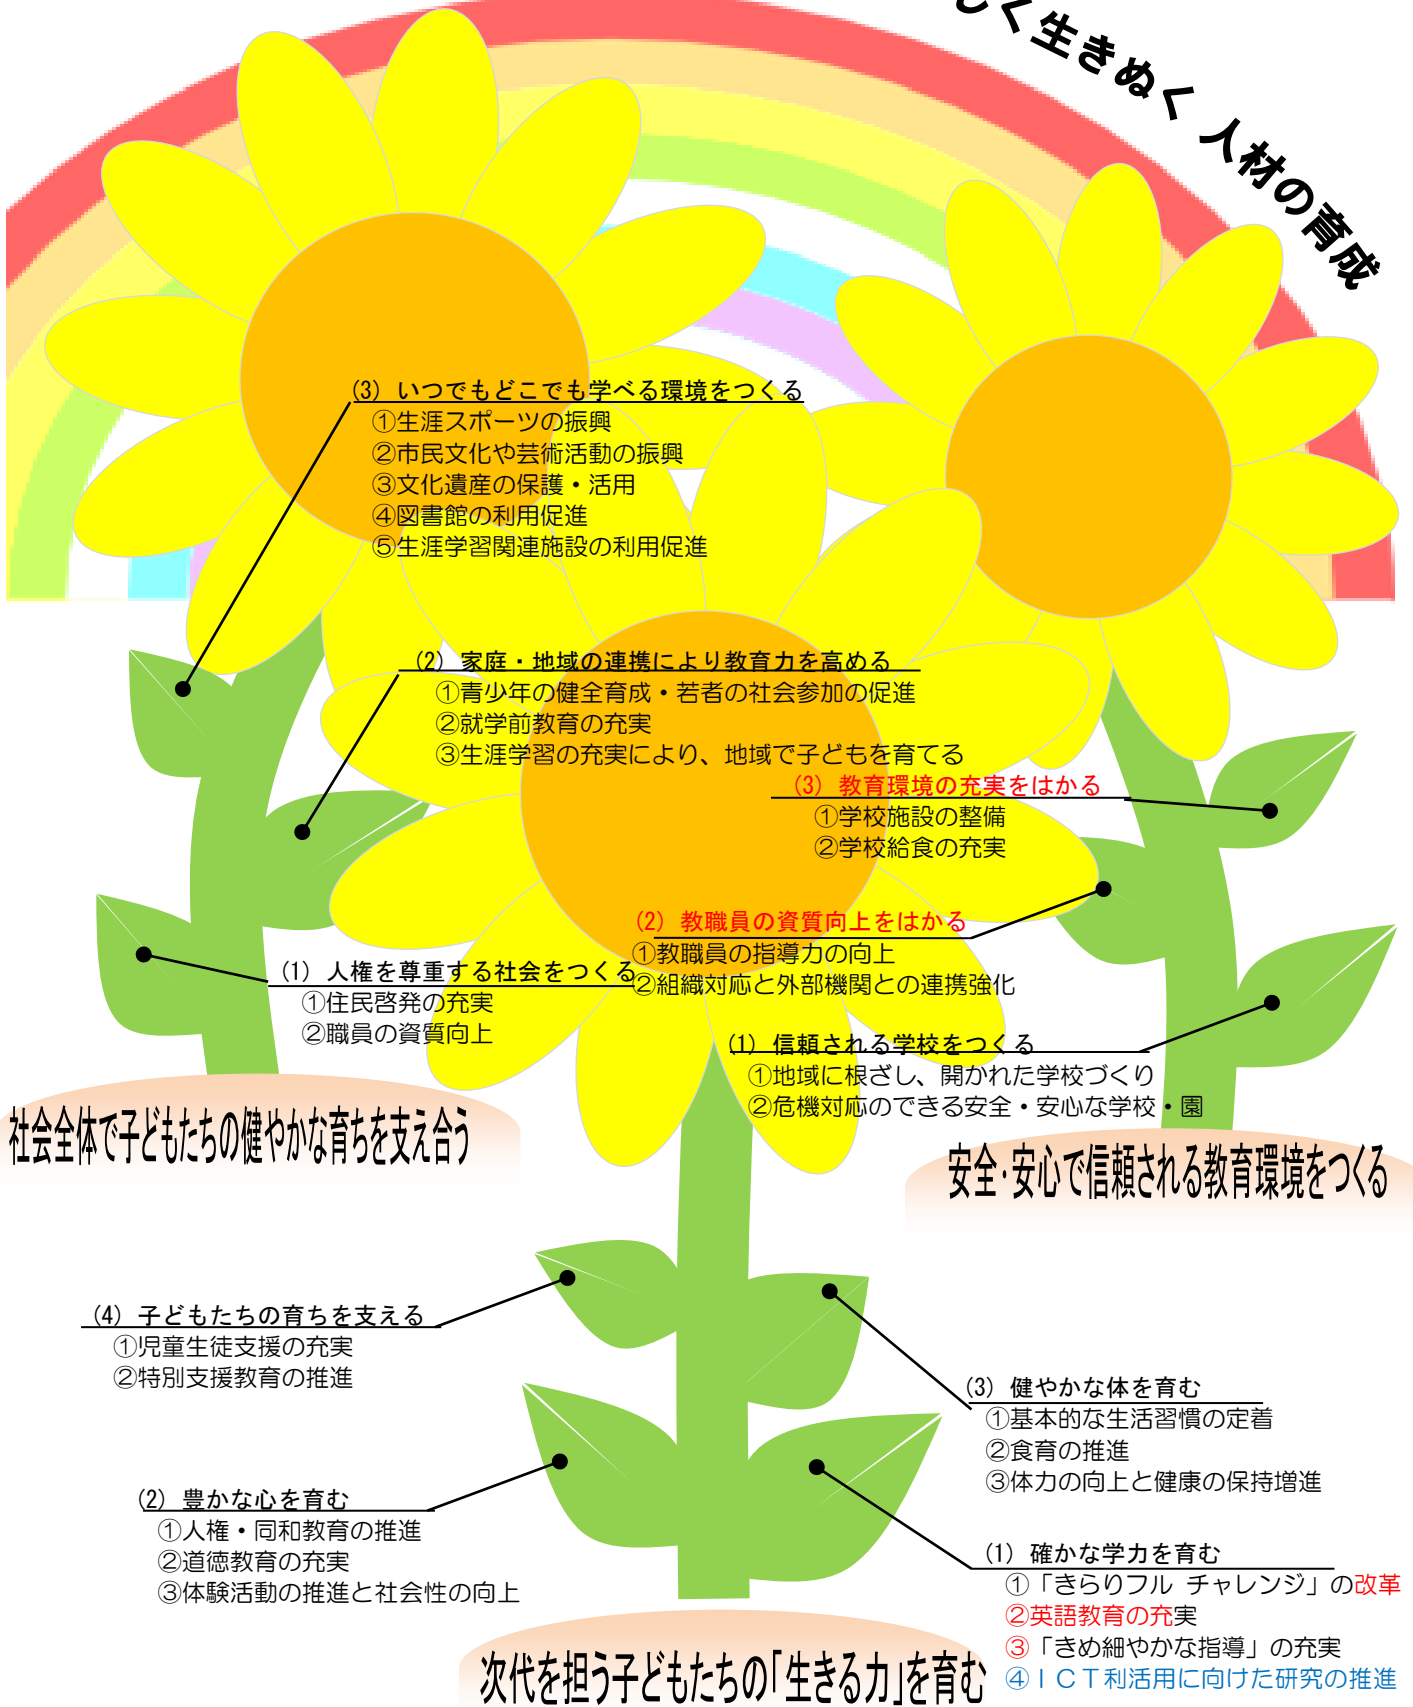 しく生きぬく 人材の育成
(3) いつでもどこでも学べる環境をつくる
①生涯スポーツの振興
②市民文化や芸術活動の振興
③文化遺産の保護・活用
④図書館の利用促進
⑤生涯学習関連施設の利用促進
(2) 家庭・地域の連携により教育力を高める
①青少年の健全育成・若者の社会参加の促進
②就学前教育の充実
③生涯学習の充実により、地域で子どもを育てる
(1) 人権を尊重する社会をつくる
①住民啓発の充実
②職員の資質向上
社会全体で子どもたちの健やかな育ちを支え合う
(3) 教育環境の充実をはかる
①学校施設の整備
②学校給食の充実
(2) 教職員の資質向上をはかる
①教職員の指導力の向上
②組織対応と外部機関との連携強化
(1) 信頼される学校をつくる
①地域に根ざし、開かれた学校づくり
②危機対応のできる安全・安心な学校・園
安全・安心で信頼される教育環境をつくる
(4) 子どもたちの育ちを支える
①児童生徒支援の充実
②特別支援教育の推進
(3) 健やかな体を育む
①基本的な生活習慣の定着
②食育の推進
③体力の向上と健康の保持増進
(2) 豊かな心を育む
①人権・同和教育の推進
②道徳教育の充実
③体験活動の推進と社会性の向上
(1) 確かな学力を育む
①「きらりフル チャレンジ」の改革
②英語教育の充実
③「きめ細やかな指導」の充実
④ＩＣＴ利活用に向けた研究の推進
次代を担う子どもたちの「生きる力」を育む